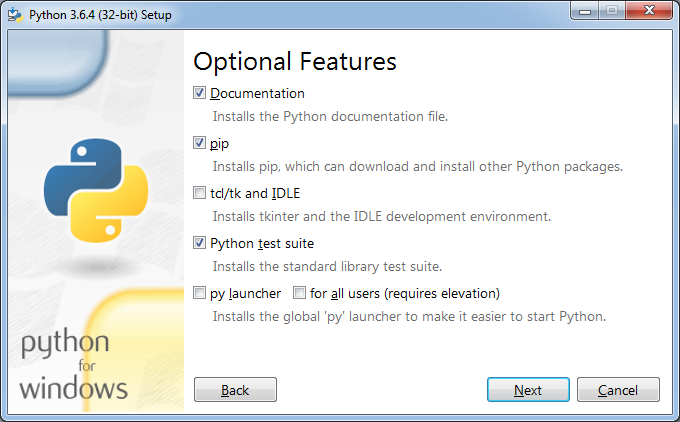 Python 3.6.4 (32-bit) Setup
Optional Features
Documentation
Installs the Python documentation file.
pip
Installs pip, which can download and install other Python packages.
tcl/tk and IDLE
Installs tkinter and the IDLE development environment.
Python test suite
Installs the standard library test suite.
py launcher for all users (requires elevation)
Installs the global 'py' launcher to make it easier to start Python.
python
for
windows
Back Next Cancel